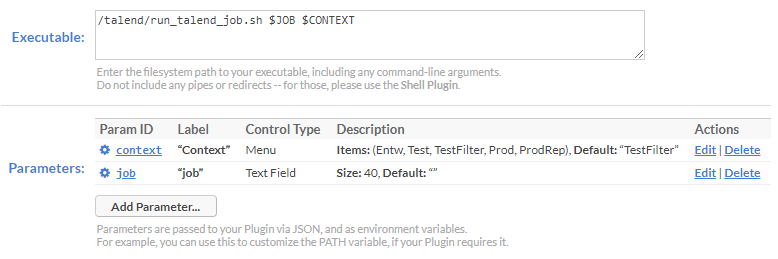 Executable:
/talend/run_talend_job.sh $JOB $CONTEXT
Enter the filesystem path to your executable, including any command-line arguments.
Do not include any pipes or redirects -- for those, please use the Shell Plugin.
Parameters:
Param ID Label Control Type Description Actions
context “Context” Menu Items: (Entw, Test, TestFilter, Prod, ProdRep), Default: “TestFilter” Edit | Delete
job “job” Text Field Size: 40, Default: “” Edit | Delete
Add Parameter...
Parameters are passed to your Plugin via JSON, and as environment variables.
For example, you can use this to customize the PATH variable, if your Plugin requires it.